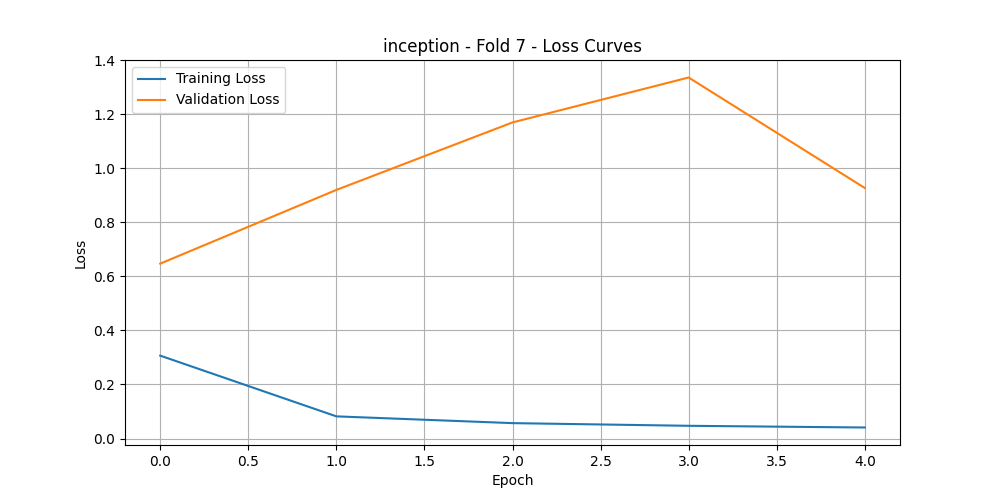 inception - Fold 7 - Loss Curves
Training Loss
Validation Loss
Loss
1.4
1.2
1.0
0.8
0.6
0.4
0.2
0.0
0.0 0.5 1.0 1.5 2.0 2.5 3.0 3.5 4.0
Epoch